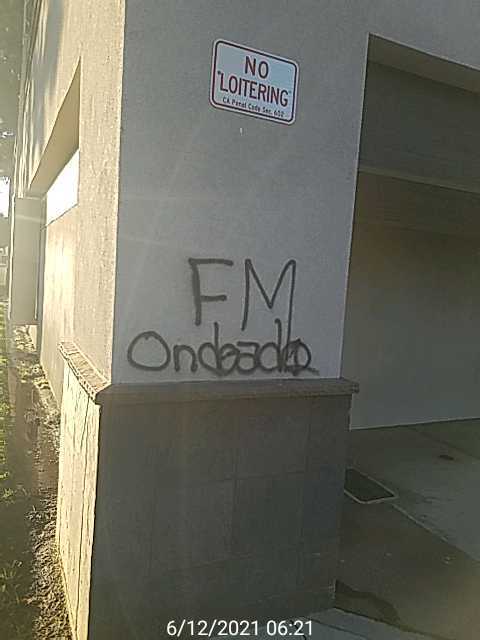 NO
LOITERING
CA Penal Code Sec. 602
FM
6/12/2021 06:21